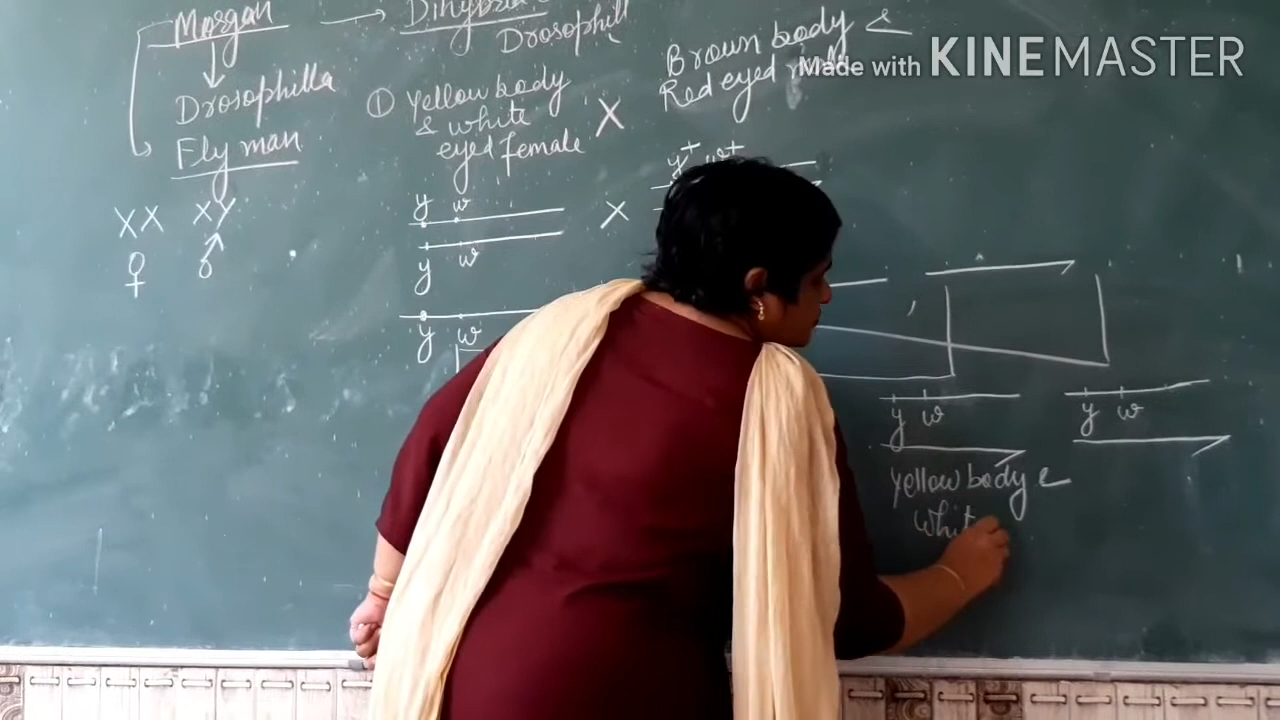 Morgan
Drosophilla
Fly man
XX
XY
♀
♂
Drosophill
① Yellow body
& white
eyed female
X
Brown body &
Red eyed
y w
y w
X
y+ w+
y w
y w
y w
Yellow body &
whit
Made with KINEMASTER